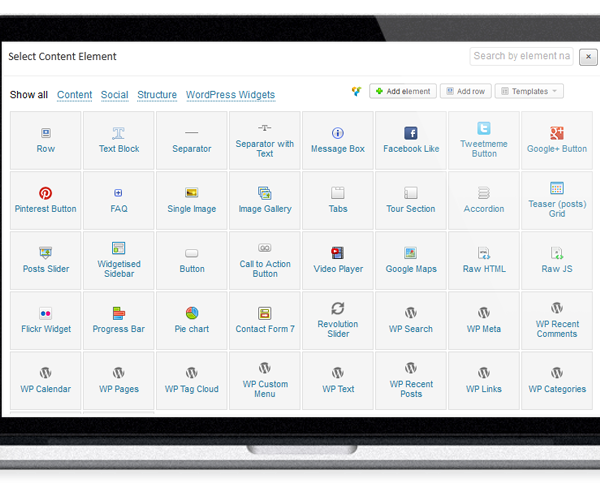 Select Content Element
Search by element na
×
Show all Content Social Structure WordPress Widgets
Add element Add row Templates
Row
Text Block
Separator
Separator with
Text
Message Box
Facebook Like
Tweetmeme
Button
Google+ Button
Pinterest Button
FAQ
Single Image
Image Gallery
Tabs
Tour Section
Accordion
Teaser (posts)
Grid
Posts Slider
Widgetised
Sidebar
Button
Call to Action
Button
Video Player
Google Maps
Raw HTML
Raw JS
Flickr Widget
Progress Bar
Pie chart
Contact Form 7
Revolution
Slider
WP Search
WP Meta
WP Recent
Comments
WP Calendar
WP Pages
WP Tag Cloud
WP Custom
Menu
WP Text
WP Recent
Posts
WP Links
WP Categories